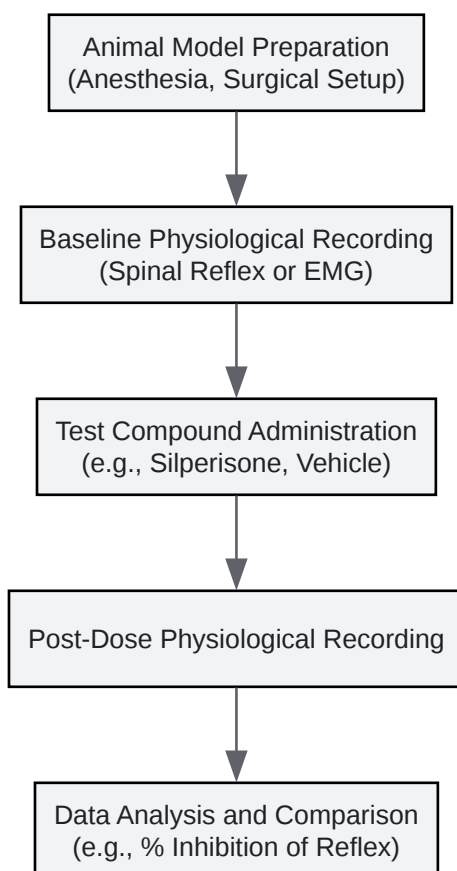 Animal Model Preparation
(Anesthesia, Surgical Setup)
Baseline Physiological Recording
(Spinal Reflex or EMG)
Test Compound Administration
(e.g., Silperisone, Vehicle)
Post-Dose Physiological Recording
Data Analysis and Comparison
(e.g., % Inhibition of Reflex)